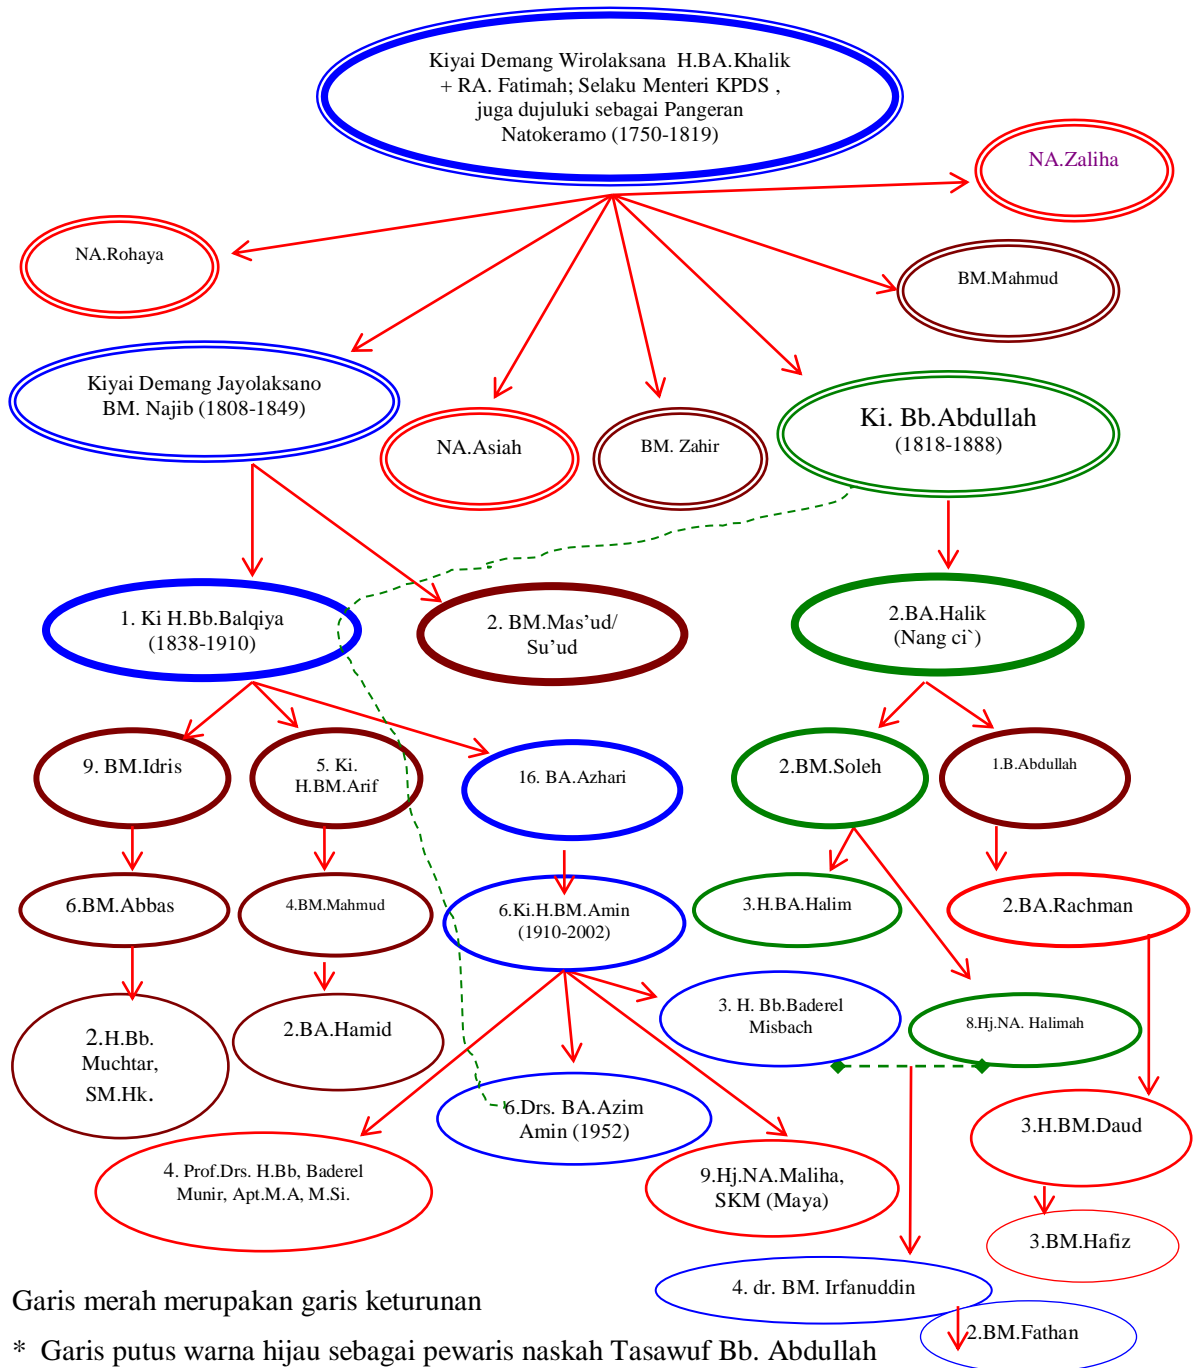 Kiyai Demang Wirolaksana H.BA.Khalik
+ RA. Fatimah; Selaku Menteri KPDS ,
juga dujuluki sebagai Pangeran
Natokeramo (1750-1819)
NA.Zaliha
NA.Rohaya
BM.Mahmud
Kiyai Demang Jayolaksano
BM. Najib (1808-1849)
NA.Asiah
BM. Zahir
Ki. Bb.Abdullah
(1818-1888)
1. Ki H.Bb.Balqiya
(1838-1910)
2. BM.Mas’ud/
Su’ud
2.BA.Halik
(Nang ci`)
9. BM.Idris
5. Ki.
H.BM.Arif
16. BA.Azhari
2.BM.Soleh
1.B.Abdullah
6.BM.Abbas
4.BM.Mahmud
6.Ki.H.BM.Amin
(1910-2002)
3.H.BA.Halim
2.BA.Rachman
2.H.Bb.
Muchtar,
SM.Hk.
2.BA.Hamid
3. H. Bb.Baderel
Misbach
8.Hj.NA. Halimah
6.Drs. BA.Azim
Amin (1952)
3.H.BM.Daud
4. Prof.Drs. H.Bb, Baderel
Munir, Apt.M.A, M.Si.
9.Hj.NA.Maliha,
SKM (Maya)
3.BM.Hafiz
4. dr. BM. Irfanuddin
2.BM.Fathan
Garis merah merupakan garis keturunan
* Garis putus warna hijau sebagai pewaris naskah Tasawuf Bb. Abdullah